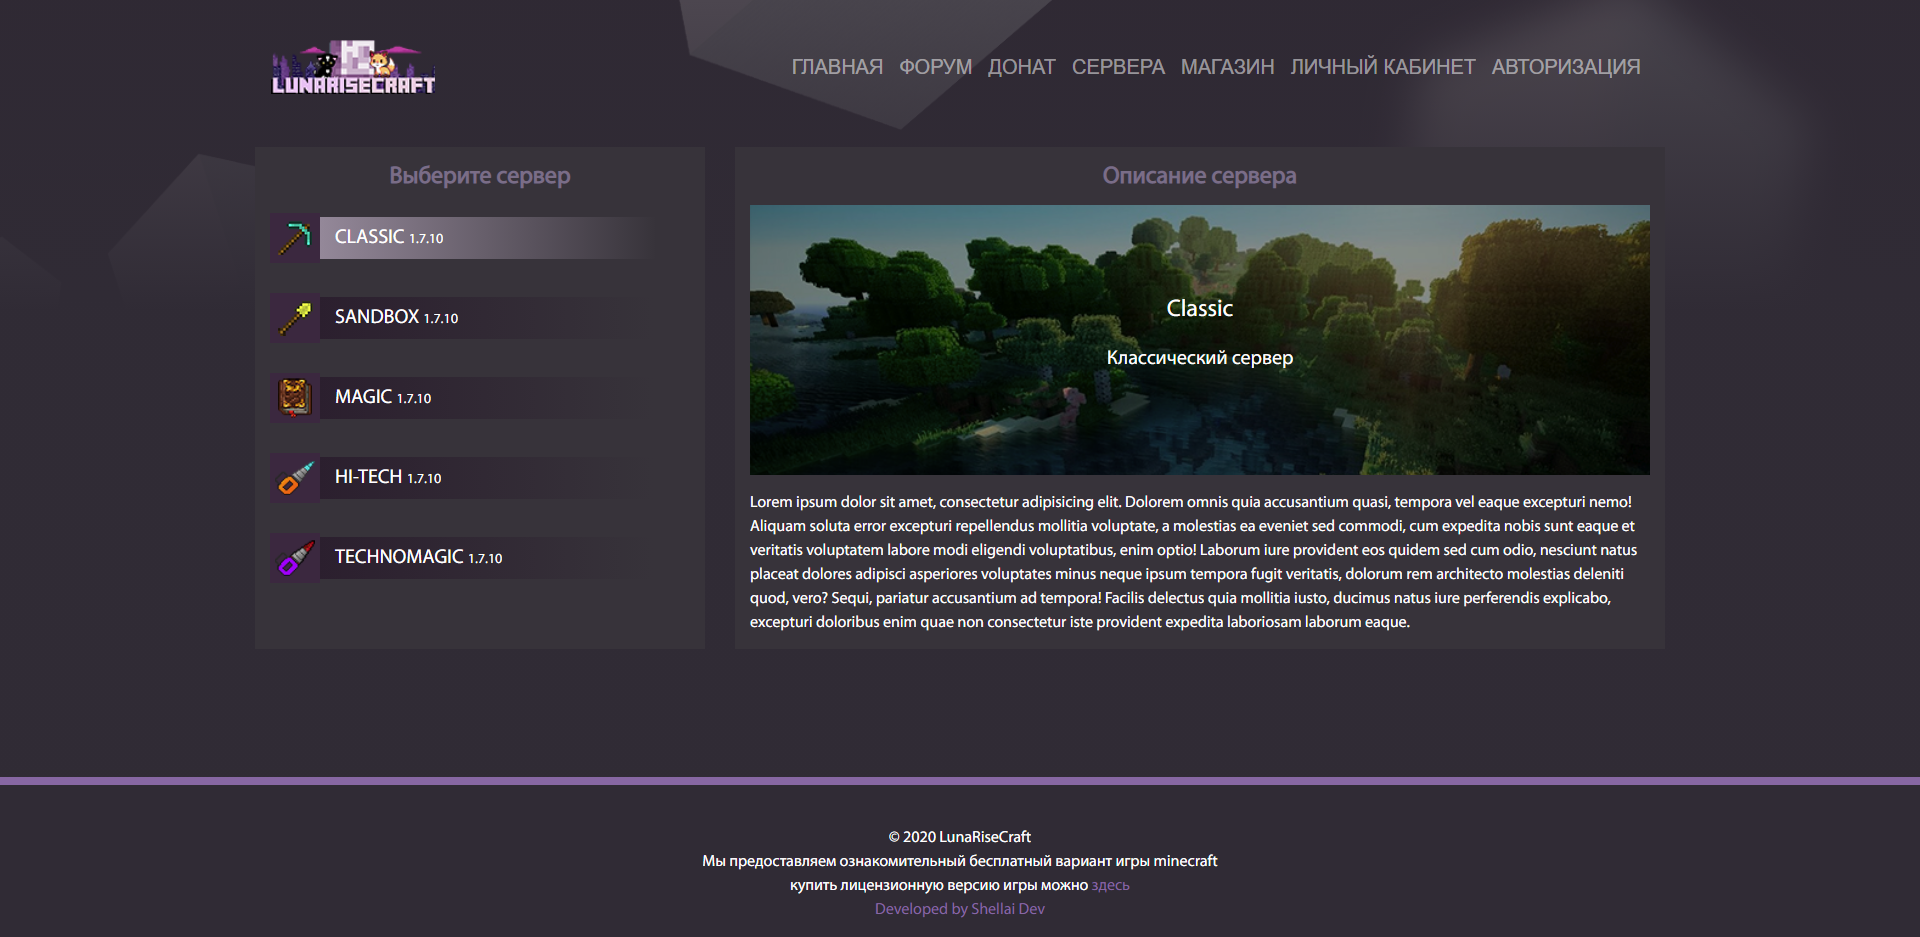 LUNARISECRAFT
ГЛАВНАЯ ФОРУМ ДОНАТ СЕРВЕРА МАГАЗИН ЛИЧНЫЙ КАБИНЕТ АВТОРИЗАЦИЯ
Выберите сервер
CLASSIC 1.7.10
SANDBOX 1.7.10
MAGIC 1.7.10
HI-TECH 1.7.10
TECHNOMAGIC 1.7.10
Описание сервера
Classic
Классический сервер
Lorem ipsum dolor sit amet, consectetur adipisicing elit. Dolorem omnis quia accusantium quasi, tempora vel eaque excepturi nemo!
Aliquam soluta error excepturi repellendus mollitia voluptate, a molestias ea eveniet sed commodi, cum expedita nobis sunt eaque et
veritatis voluptatem labore modi eligendi voluptatibus, enim optio! Laborum iure provident eos quidem sed cum odio, nesciunt natus
placeat dolores adipisci asperiores voluptates minus neque ipsum tempora fugit veritatis, dolorum rem architecto molestias deleniti
quod, vero? Sequi, pariatur accusantium ad tempora! Facilis delectus quia mollitia iusto, ducimus natus iure perferendis explicabo,
excepturi doloribus enim quae non consectetur iste provident expedita laboriosam laborum eaque.
© 2020 LunaRiseCraft
Мы предоставляем ознакомительный бесплатный вариант игры minecraft
купить лицензионную версию игры можно здесь
Developed by Shellai Dev